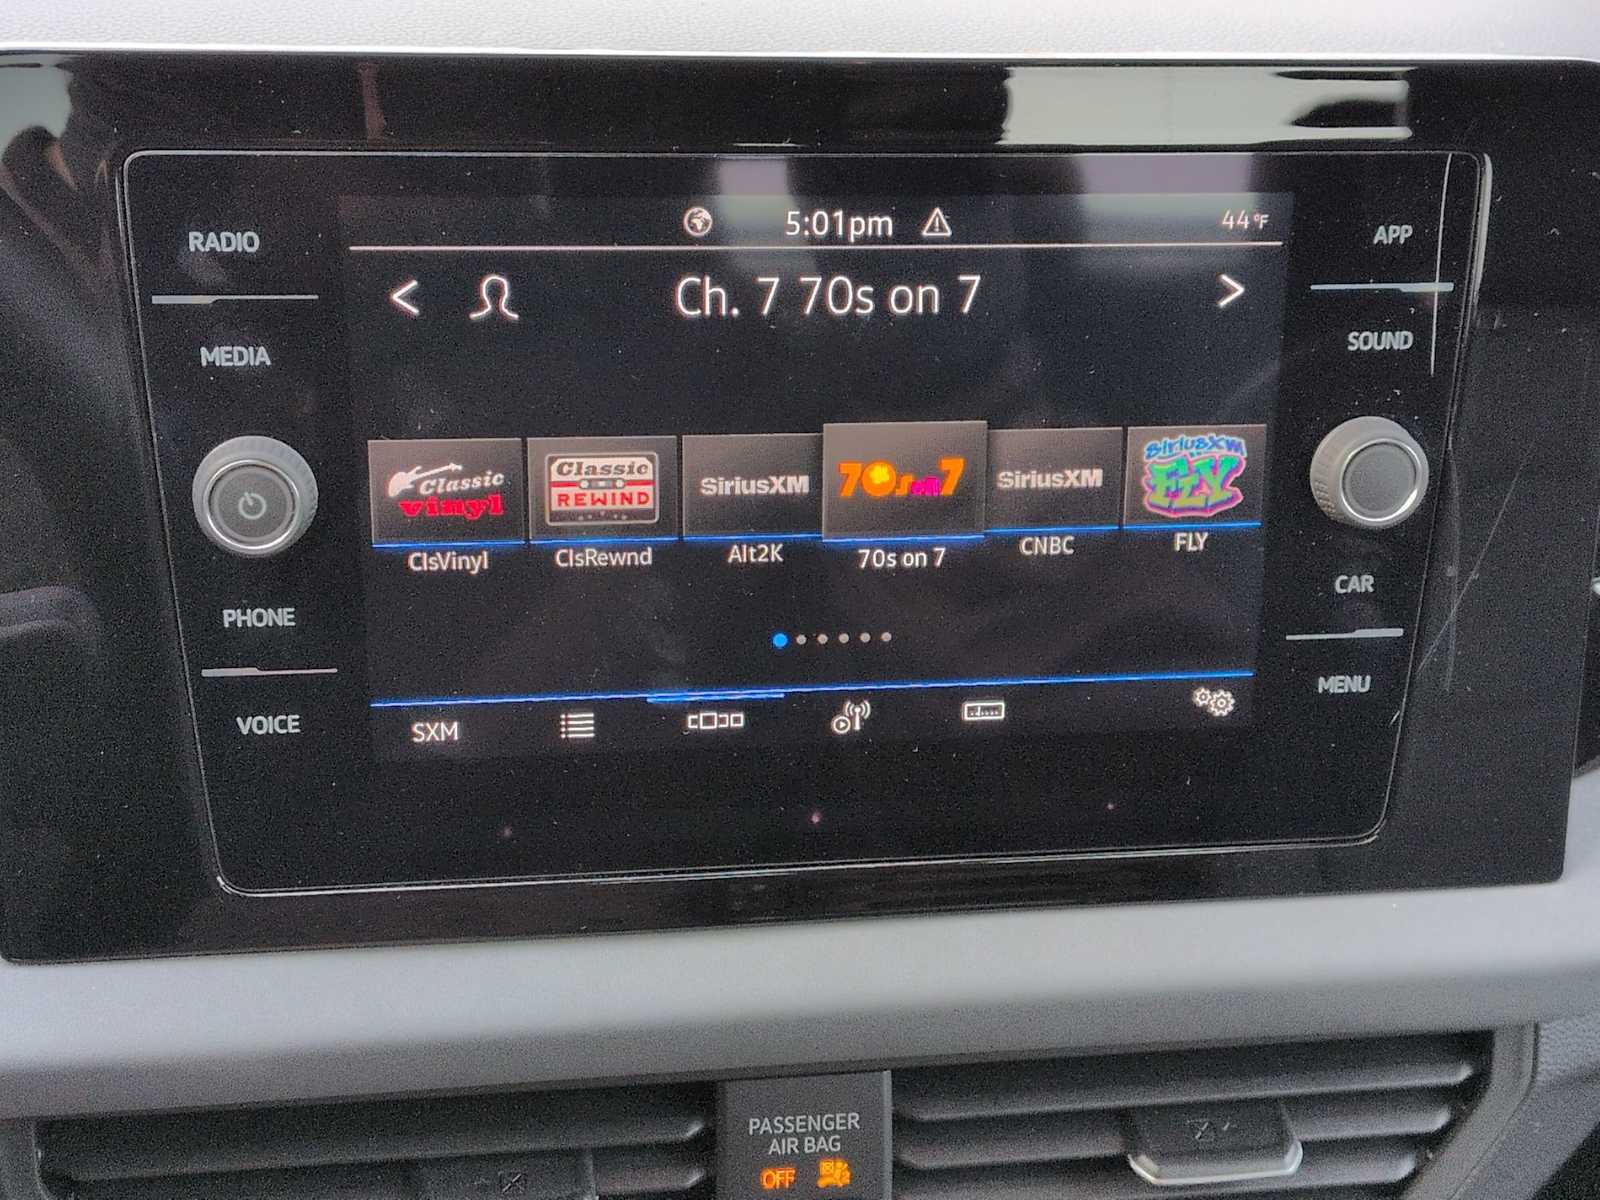 5:01pm
44°F
RADIO
APP
Ch. 7 70s on 7
MEDIA
SOUND
Classic
vinyl
Classic
REWIND
SiriusXM
70s on 7
SiriusXM
SiriusXM
FLY
ClsVinyl
ClsRewnd
Alt2K
70s on 7
CNBC
FLY
PHONE
CAR
VOICE
MENU
SXM
PASSENGER
AIR BAG
OFF